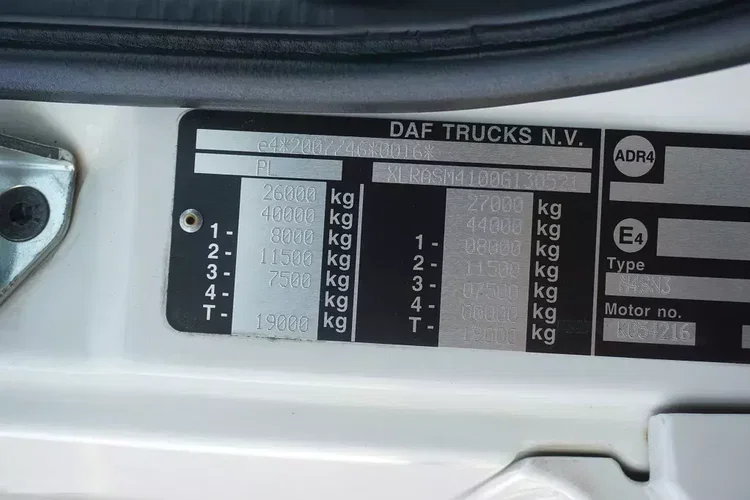 DAF TRUCKS N.V.
e4*2007/46*0016*
PL XLRASM4100G130521
26000 kg 27000 kg
40000 kg 44000 kg
1- 8000 kg 1- 08000 kg
2- 11500 kg 2- 11500 kg
3- 7500 kg 3- 07500 kg
4- kg 4- kg
T- 19000 kg T- kg
ADR4
E4
Type
Motor no.